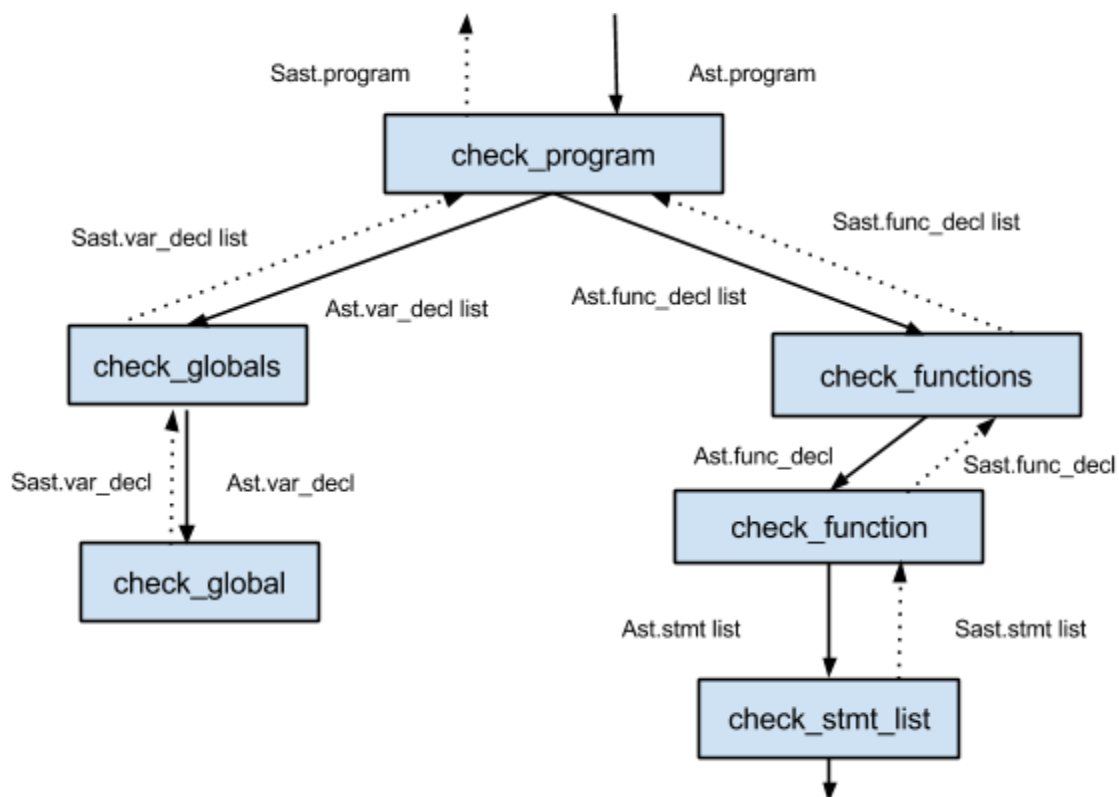 Sast.program
Ast.program
check_program
Sast.var_decl list
Sast.func_decl list
Ast.var_decl list
Ast.func_decl list
check_globals
check_functions
Sast.var_decl
Ast.var_decl
Ast.func_decl
Sast.func_decl
check_function
check_global
Ast.stmt list
Sast.stmt list
check_stmt_list